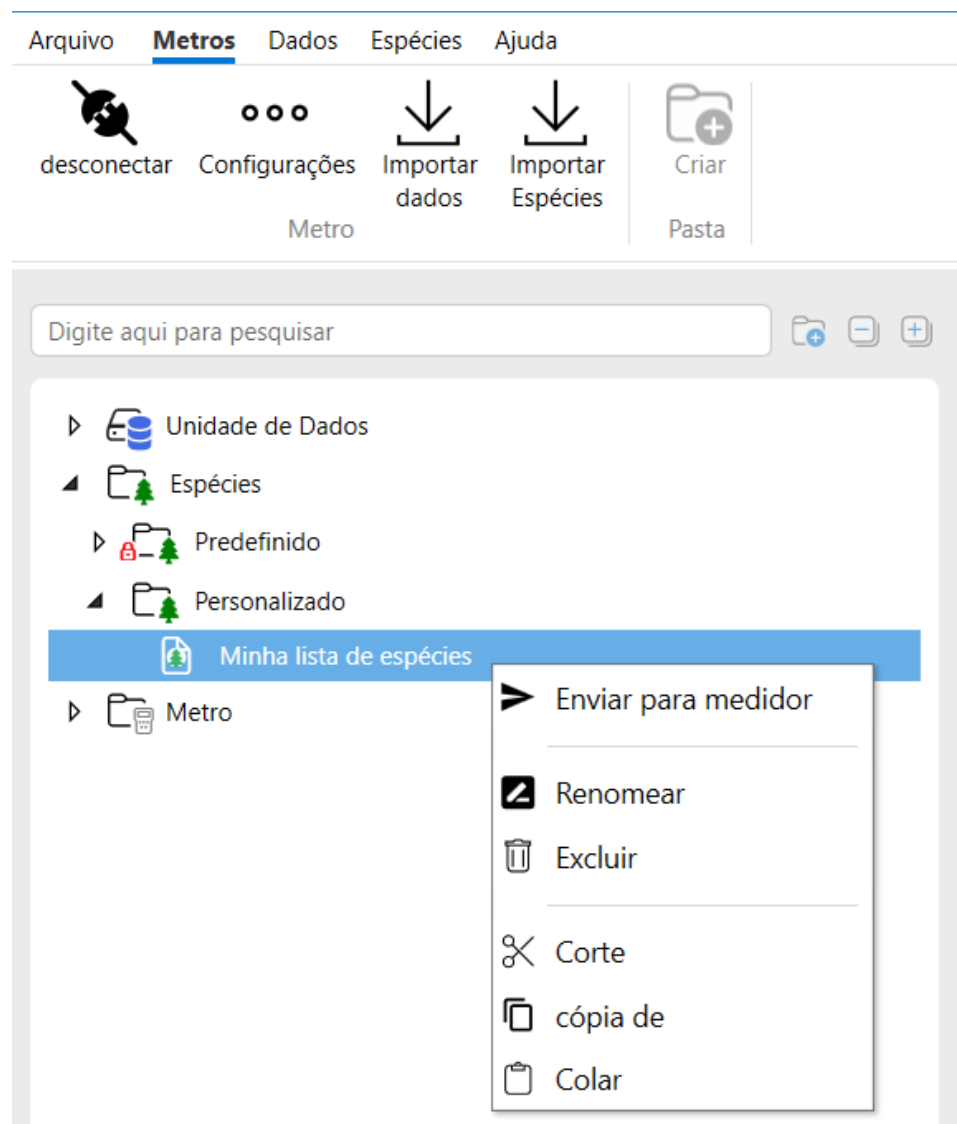 Arquivo Metros Dados Espécies Ajuda
desconectar Configurações Importar Importar Criar
dados Espécies
Metro Pasta
Digite aqui para pesquisar
Unidade de Dados
Espécies
Predefinido
Personalizado
Minha lista de espécies
Metro
Enviar para medidor
Renomear
Excluir
Corte
cópia de
Colar